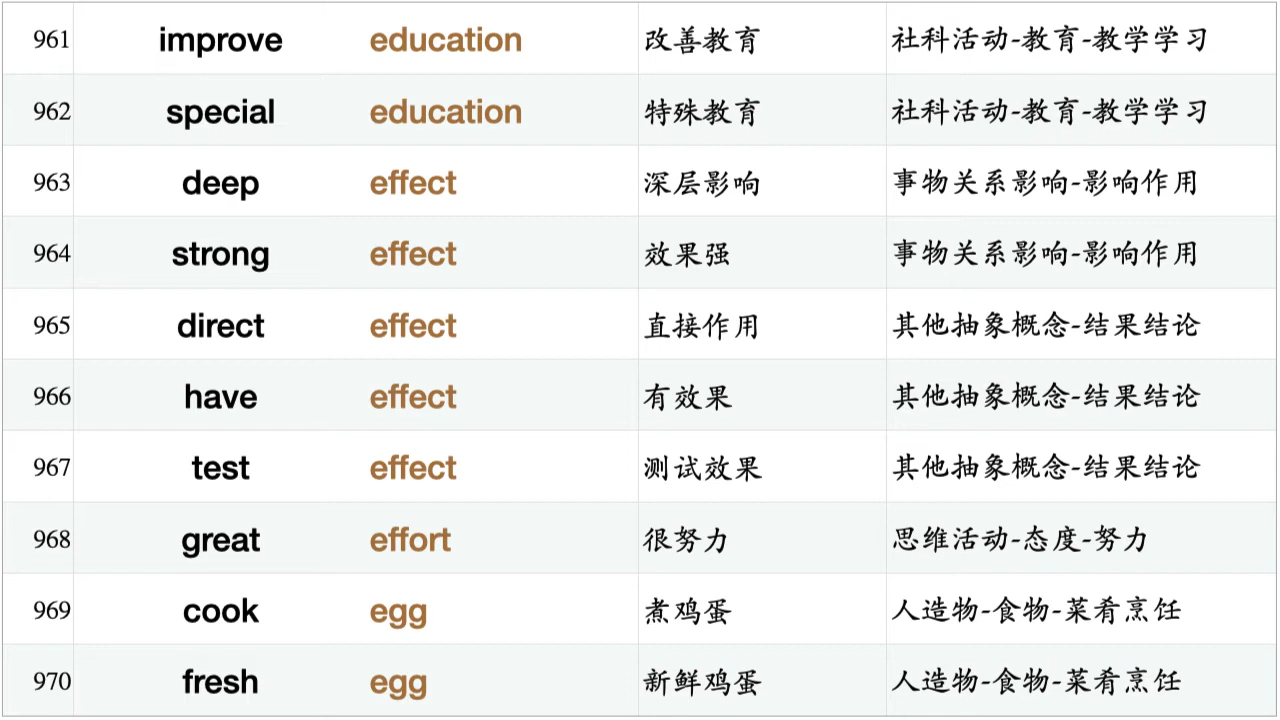 961 improve education 改善教育 社科活动-教育-教学学习
962 special education 特殊教育 社科活动-教育-教学学习
963 deep effect 深层影响 事物关系影响-影响作用
964 strong effect 效果强 事物关系影响-影响作用
965 direct effect 直接作用 其他抽象概念-结果结论
966 have effect 有效果 其他抽象概念-结果结论
967 test effect 测试效果 其他抽象概念-结果结论
968 great effort 很努力 思维活动-态度-努力
969 cook egg 煮鸡蛋 人造物-食物-菜肴烹饪
970 fresh egg 新鲜鸡蛋 人造物-食物-菜肴烹饪